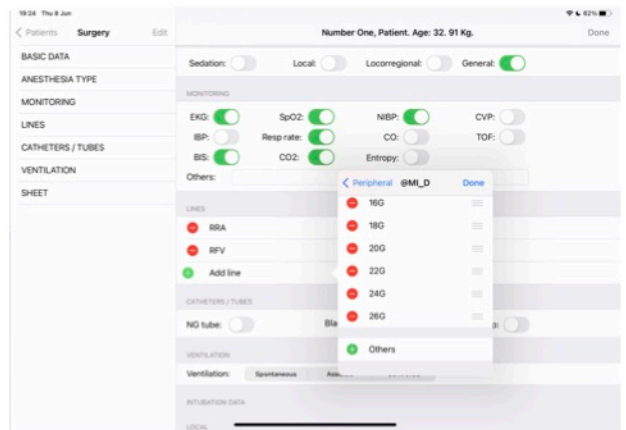 19:24 Thu 8 Jun
62%
Patients Surgery Edit
Number One, Patient. Age: 32. 91 Kg.
Done
BASIC DATA
ANESTHESIA TYPE
MONITORING
LINES
CATHETERS / TUBES
VENTILATION
SHEET
Sedation: Local: Locorregional: General:
MONITORING
EKG: SpO2: NIBP: CVP:
IBP: Resp rate: CO: TOF:
BIS: CO2: Entropy:
Others:
LINES
RRA
RFV
Add line
CATHETERS / TUBES
NG tube: Bla
VENTILATION
Ventilation: Spontaneous
INTUBATION DATA
LOCAL
Peripheral @MI_D Done
16G
18G
20G
22G
24G
26G
Others